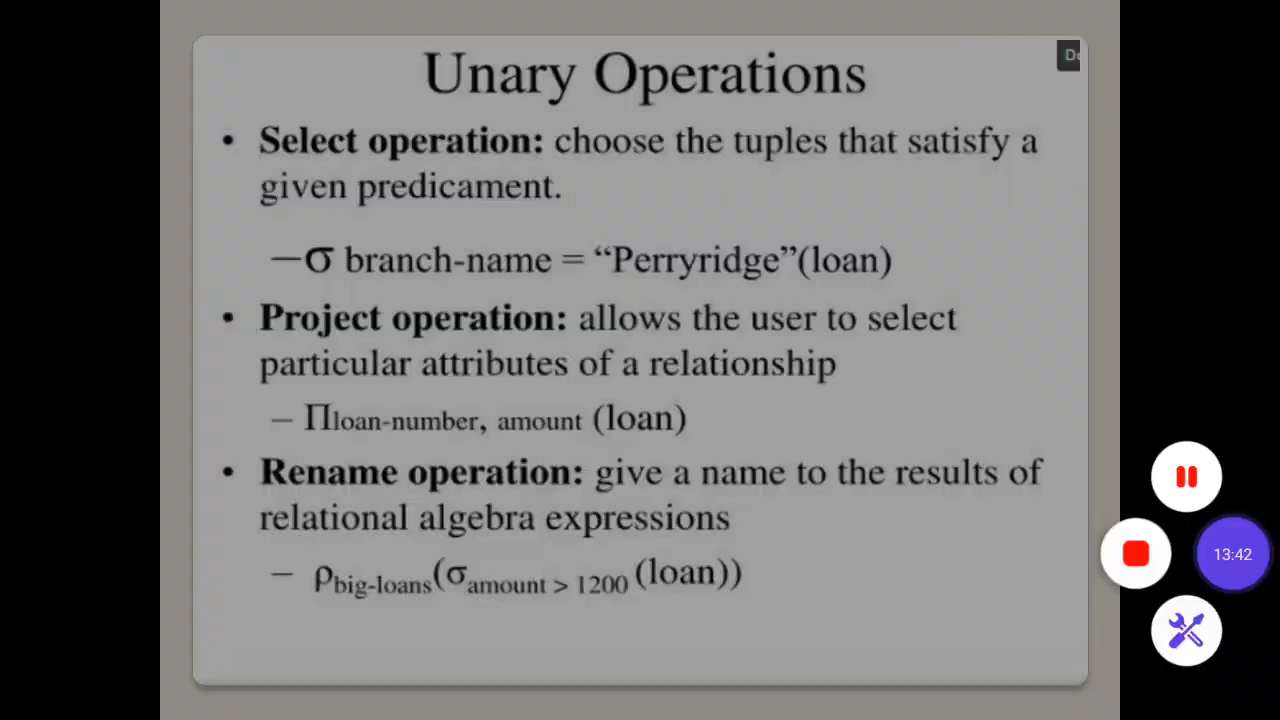 Unary Operations
• Select operation: choose the tuples that satisfy a
given predicament.
—σ branch-name = “Perryridge”(loan)
• Project operation: allows the user to select
particular attributes of a relationship
– Πloan-number, amount (loan)
• Rename operation: give a name to the results of
relational algebra expressions
– ρbig-loans(σamount > 1200 (loan))
13:42